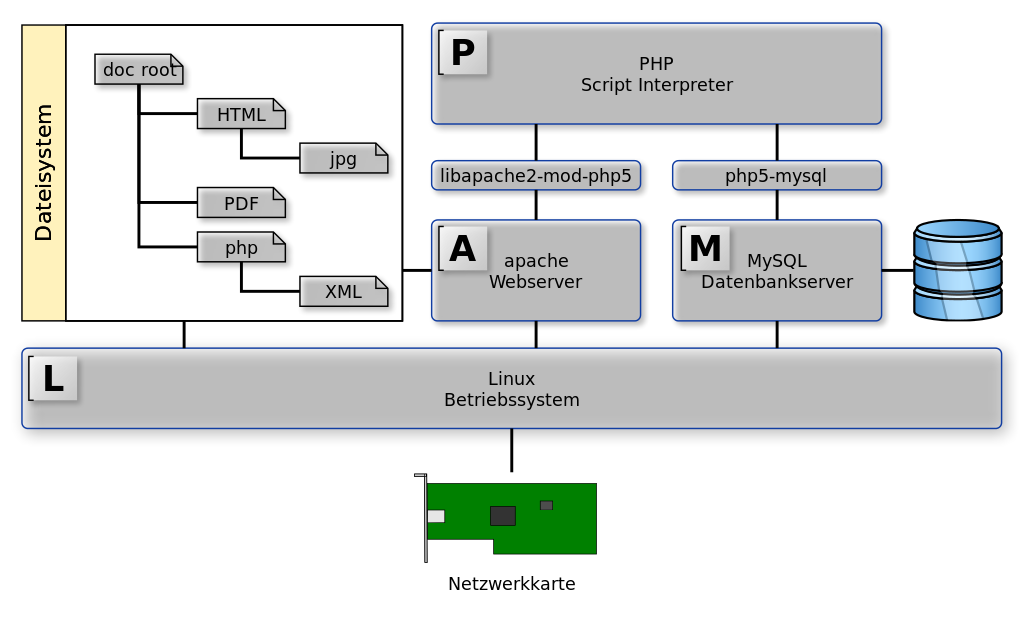 Dateisystem
doc root
HTML
jpg
PDF
php
XML
P
PHP
Script Interpreter
libapache2-mod-php5
php5-mysql
A
apache
Webserver
M
MySQL
Datenbankserver
L
Linux
Betriebssystem
Netzwerkkarte